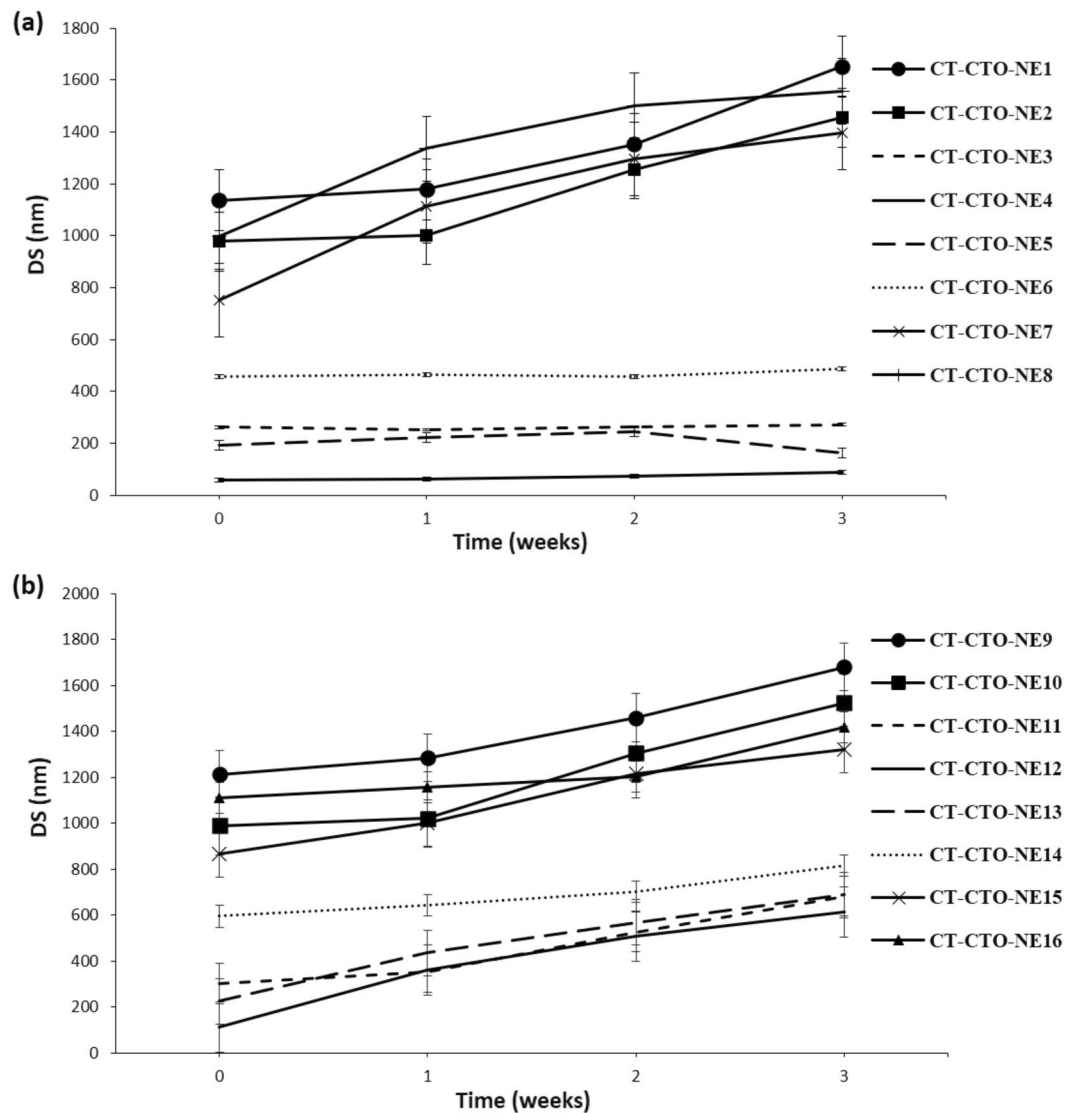 (a)
1800
1600
1400
1200
1000
800
600
400
200
0
DS (nm)
0 1 2 3
Time (weeks)
CT-CTO-NE1
CT-CTO-NE2
CT-CTO-NE3
CT-CTO-NE4
CT-CTO-NE5
CT-CTO-NE6
CT-CTO-NE7
CT-CTO-NE8
(b)
2000
1800
1600
1400
1200
1000
800
600
400
200
0
DS (nm)
0 1 2 3
Time (weeks)
CT-CTO-NE9
CT-CTO-NE10
CT-CTO-NE11
CT-CTO-NE12
CT-CTO-NE13
CT-CTO-NE14
CT-CTO-NE15
CT-CTO-NE16